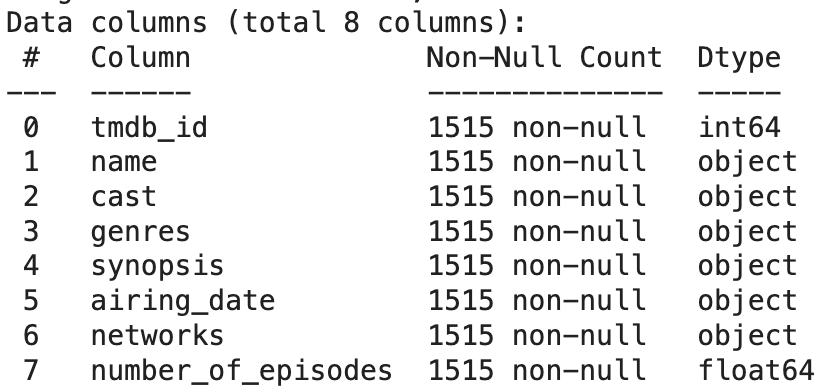 Data columns (total 8 columns):
 #   Column              Non-Null Count  Dtype
---  ------              --------------  -----
 0   tmdb_id             1515 non-null   int64
 1   name                1515 non-null   object
 2   cast                1515 non-null   object
 3   genres              1515 non-null   object
 4   synopsis            1515 non-null   object
 5   airing_date         1515 non-null   object
 6   networks            1515 non-null   object
 7   number_of_episodes  1515 non-null   float64